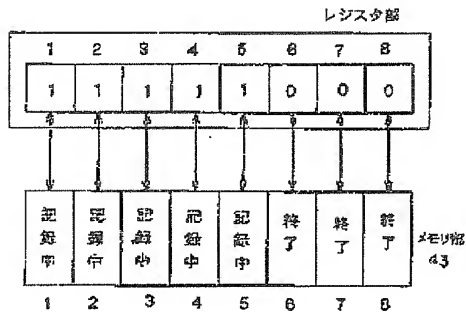 レジスタ部
1 2 3 4 5 6 7 8
1 1 1 1 1 0 0 0
記録中 記録中 記録中 記録中 記録中 終了 終了 終了
メモリ部
43
1 2 3 4 5 6 7 8